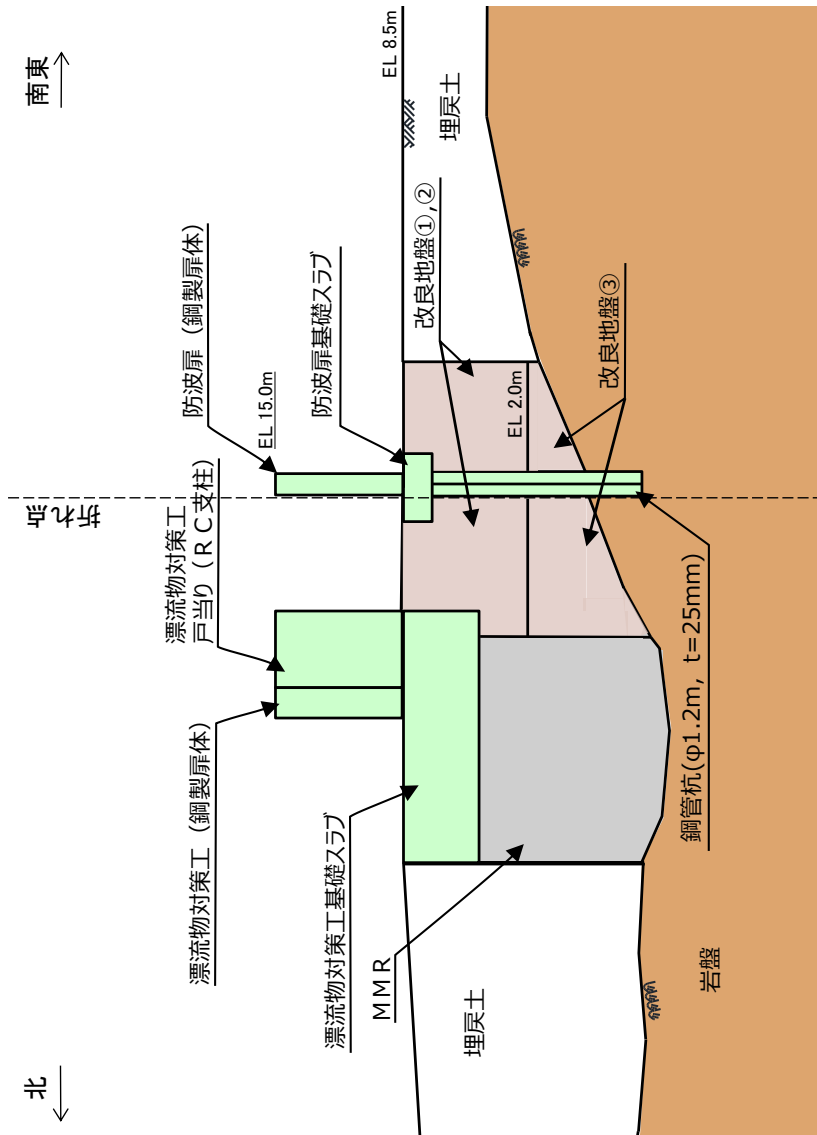 北
南東
折れ点
漂流物対策工（鋼製扉体）
漂流物対策工
戸当り（ＲＣ支柱）
防波扉（鋼製扉体）
EL 15.0m
防波扉基礎スラブ
EL 8.5m
漂流物対策工基礎スラブ
ＭＭＲ
改良地盤①,②
埋戻土
埋戻土
EL 2.0m
改良地盤③
鋼管杭(φ1.2m, t=25mm)
岩盤